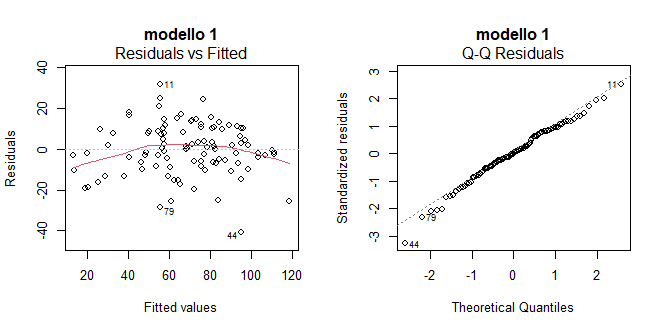 modello 1
Residuals vs Fitted
Residuals
40
20
0
-20
-40
11
79
44
20 40 60 80 100 120
Fitted values
modello 1
Q-Q Residuals
Standardized residuals
3
2
1
0
-1
-2
-3
11
79
44
-2 -1 0 1 2
Theoretical Quantiles